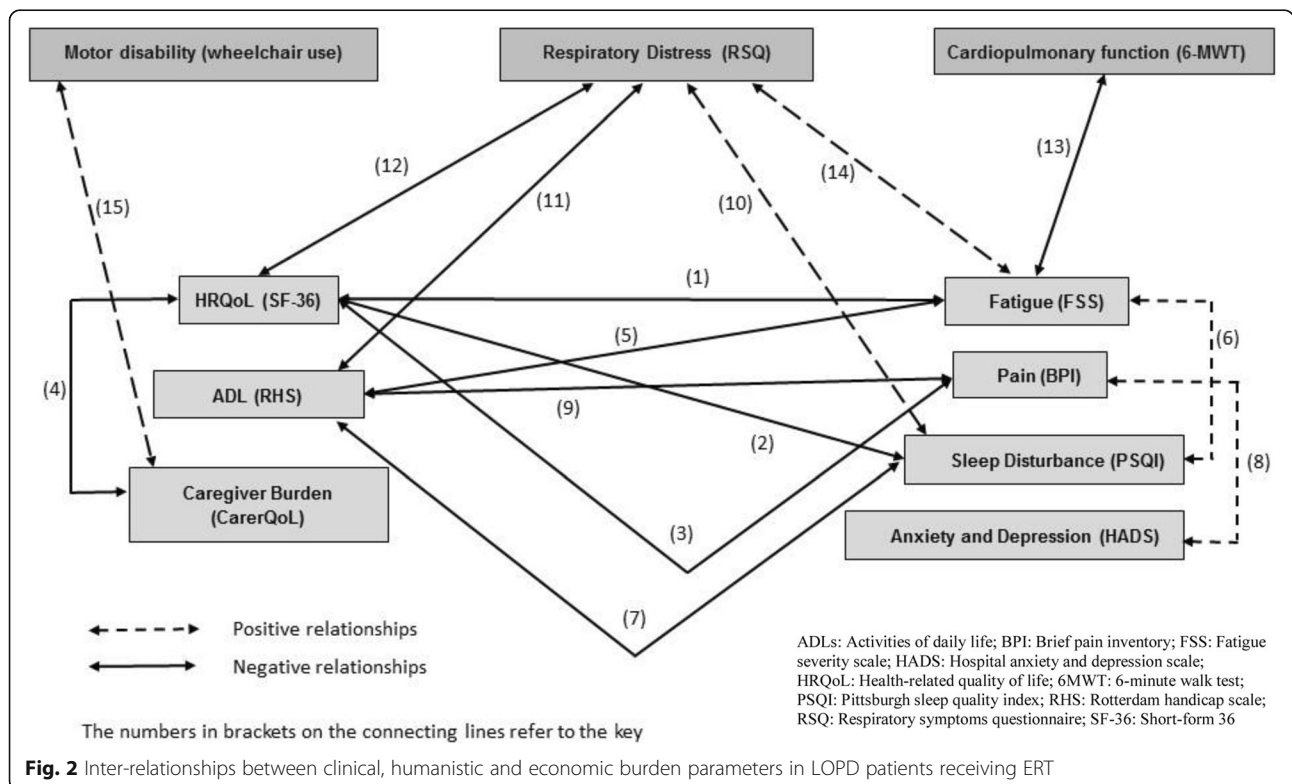 Motor disability (wheelchair use)
Respiratory Distress (RSQ)
Cardiopulmonary function (6-MWT)
(12)
(13)
(14)
(15)
(11)
(10)
HRQoL (SF-36)
(1)
Fatigue (FSS)
(5)
(6)
(4)
ADL (RHS)
Pain (BPI)
(9)
(2)
Sleep Disturbance (PSQI)
(8)
Caregiver Burden
(CarerQoL)
(3)
Anxiety and Depression (HADS)
(7)
Positive relationships
Negative relationships
ADLs: Activities of daily life; BPI: Brief pain inventory; FSS: Fatigue
severity scale; HADS: Hospital anxiety and depression scale;
HRQoL: Health-related quality of life; 6MWT: 6-minute walk test;
PSQI: Pittsburgh sleep quality index; RHS: Rotterdam handicap scale;
RSQ: Respiratory symptoms questionnaire; SF-36: Short-form 36
The numbers in brackets on the connecting lines refer to the key
Fig. 2 Inter-relationships between clinical, humanistic and economic burden parameters in LOPD patients receiving ERT